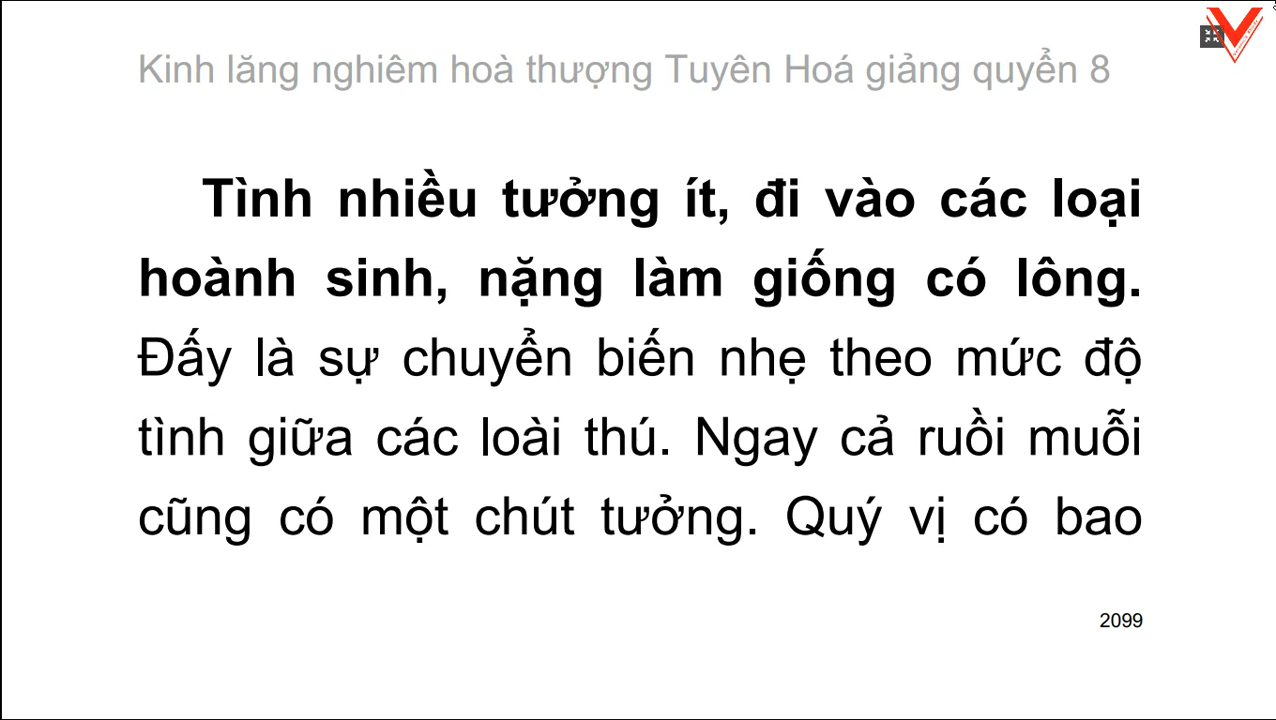 Kinh lăng nghiêm hoà thượng Tuyên Hoá giảng quyển 8
Tình nhiều tưởng ít, đi vào các loại
hoành sinh, nặng làm giống có lông.
Đấy là sự chuyển biến nhẹ theo mức độ
tình giữa các loài thú. Ngay cả ruồi muỗi
cũng có một chút tưởng. Quý vị có bao
2099